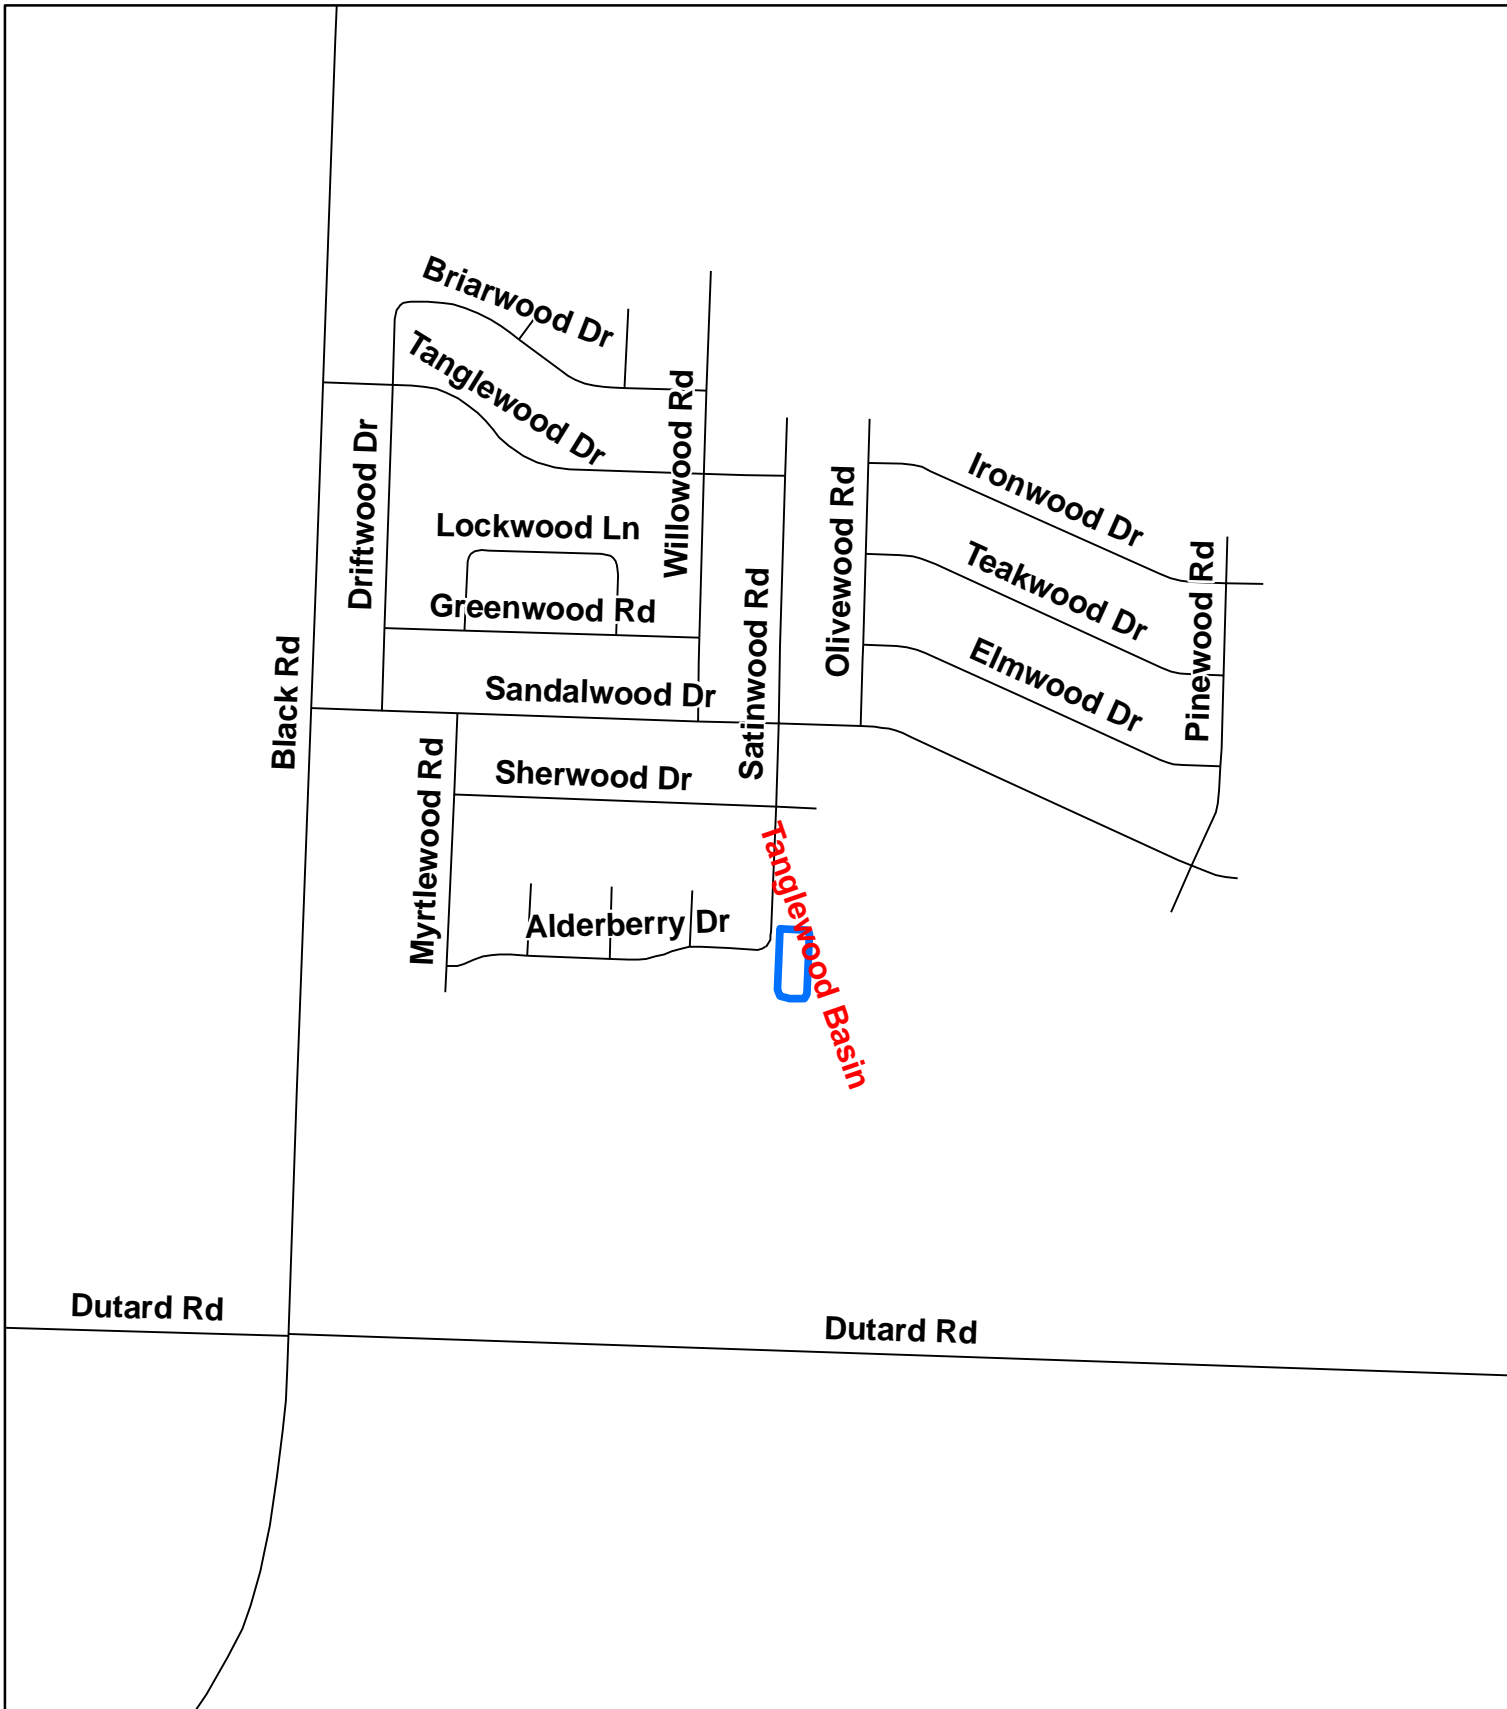 Briarwood Dr
Tanglewood Dr
Willowood Rd
Driftwood Dr
Ironwood Dr
Lockwood Ln
Olivewood Rd
Teakwood Dr
Pinewood Rd
Greenwood Rd
Satinwood Rd
Black Rd
Sandalwood Dr
Elmwood Dr
Sherwood Dr
Myrtlewood Rd
Alderberry Dr
Tanglewood Basin
Dutard Rd
Dutard Rd